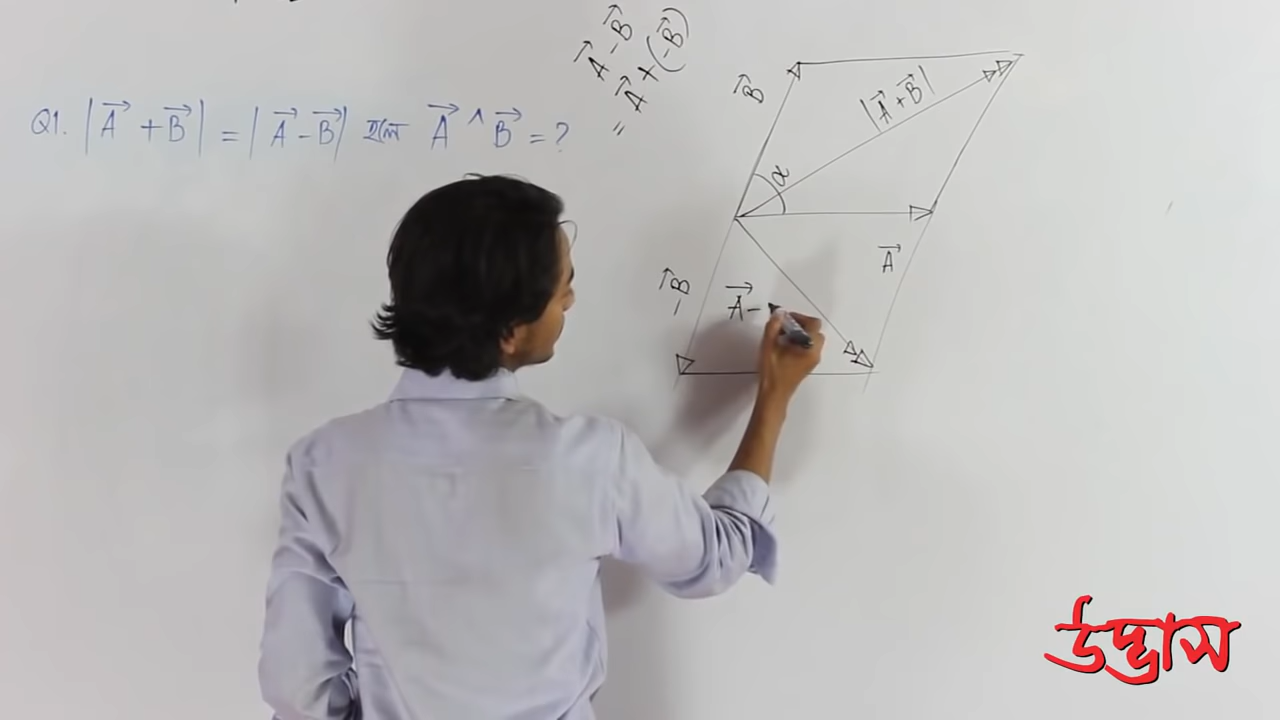 Q1. |A⃗ + B⃗| = |A⃗ - B⃗| হলে A⃗ ^ B⃗ = ?
A⃗ - B⃗
= A⃗ + (-B⃗)
B⃗
|A⃗ + B⃗|
α
A⃗
-B⃗
A⃗ -
উদ্ভাস